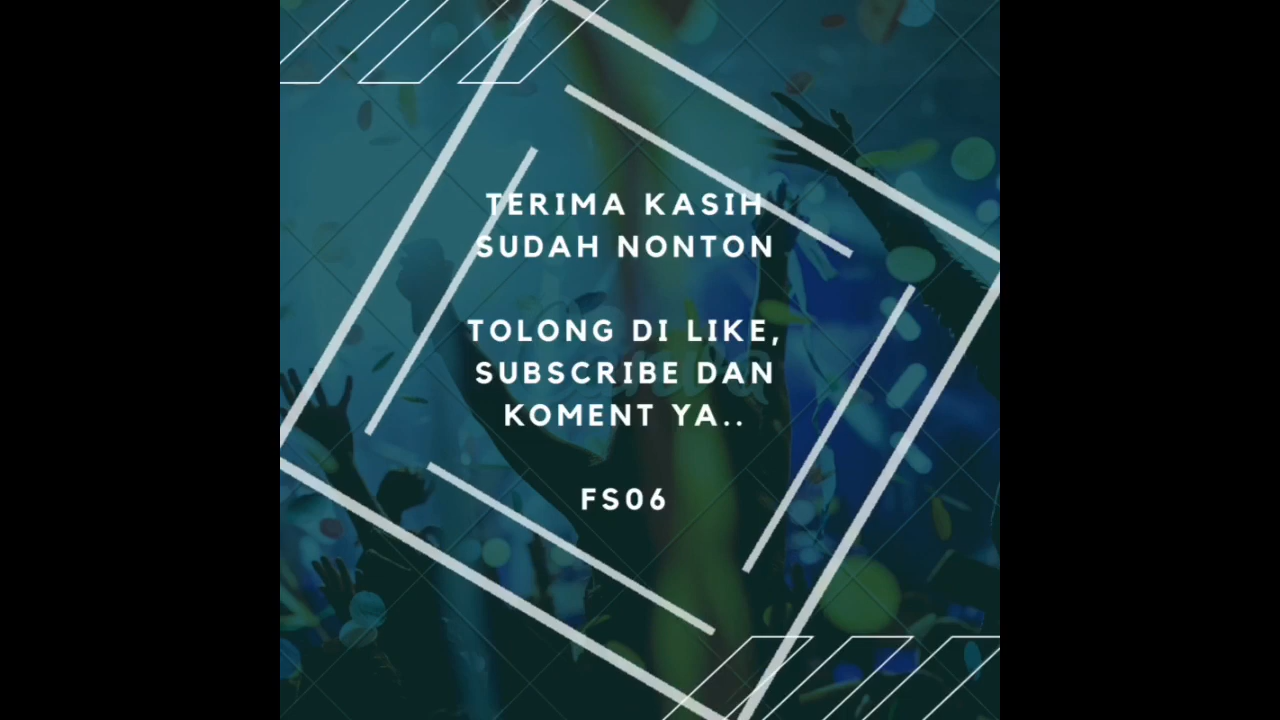 TERIMA KASIH
SUDAH NONTON
TOLONG DI LIKE,
SUBSCRIBE DAN
KOMENT YA..
FS06